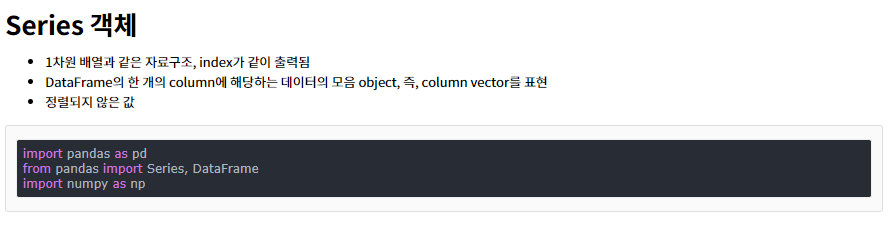 Series 객체
1차원 배열과 같은 자료구조, index가 같이 출력됨
DataFrame의 한 개의 column에 해당하는 데이터의 모음 object, 즉, column vector를 표현
정렬되지 않은 값
import pandas as pd
from pandas import Series, DataFrame
import numpy as np